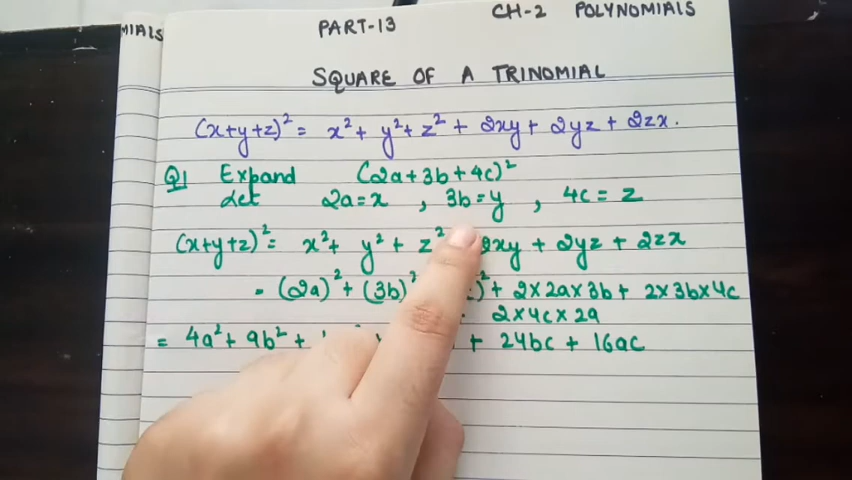 MIALS PART-13 CH-2 POLYNOMIALS
SQUARE OF A TRINOMIAL
(x+y+z)² = x² + y² + z² + 2xy + 2yz + 2zx.
Q1 Expand (2a+3b+4c)²
Let 2a=x , 3b=y , 4c=z
(x+y+z)² = x² + y² + z² 2xy + 2yz + 2zx
= (2a)² + (3b)² )² + 2×2a×3b + 2×3b×4c
2×4c×2a
= 4a² + 9b² + + 24bc + 16ac